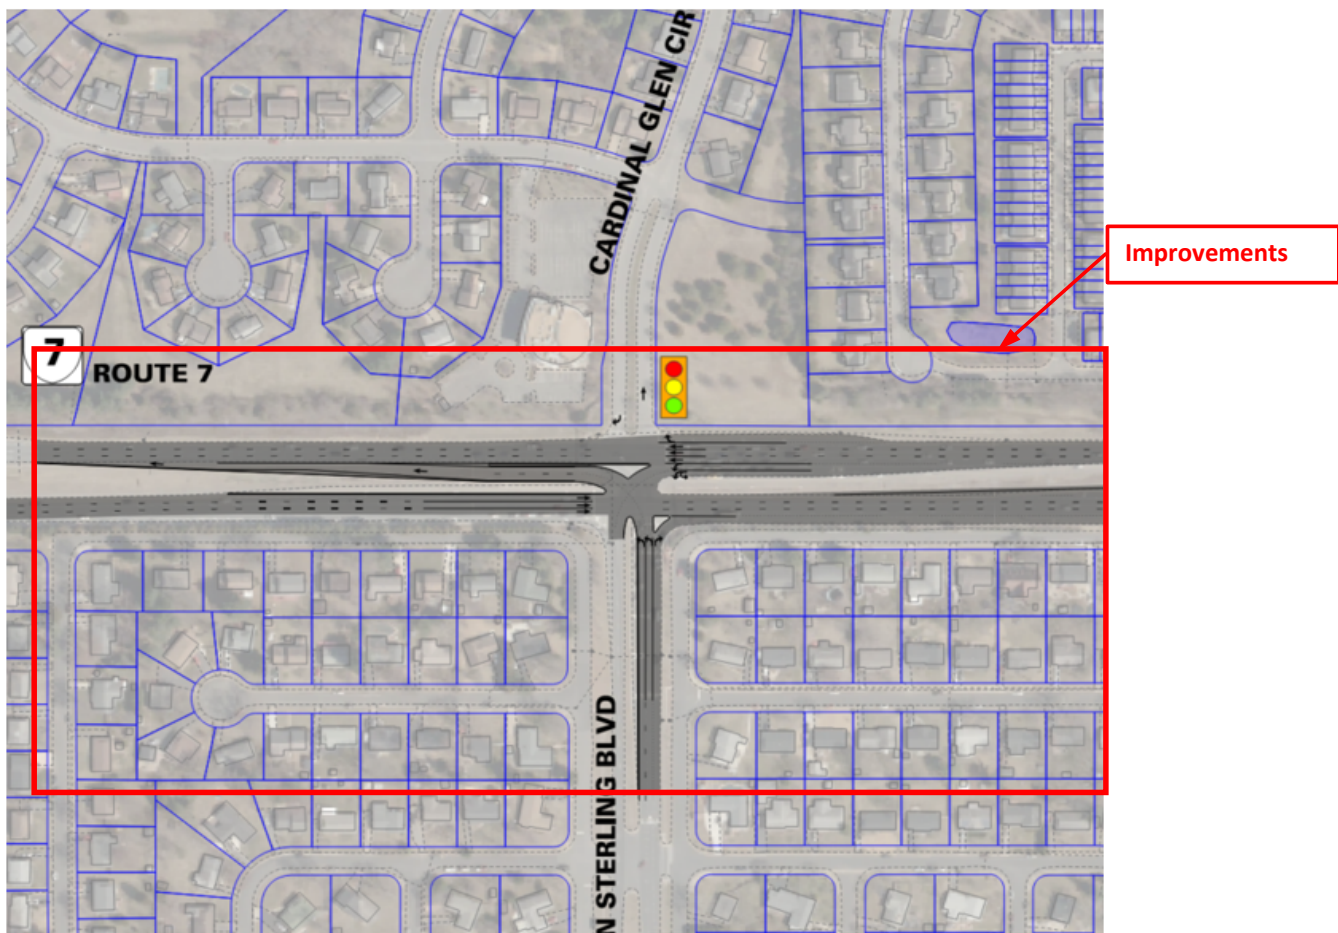 CARDINAL GLEN CIR
Improvements
7
ROUTE 7
N STERLING BLVD